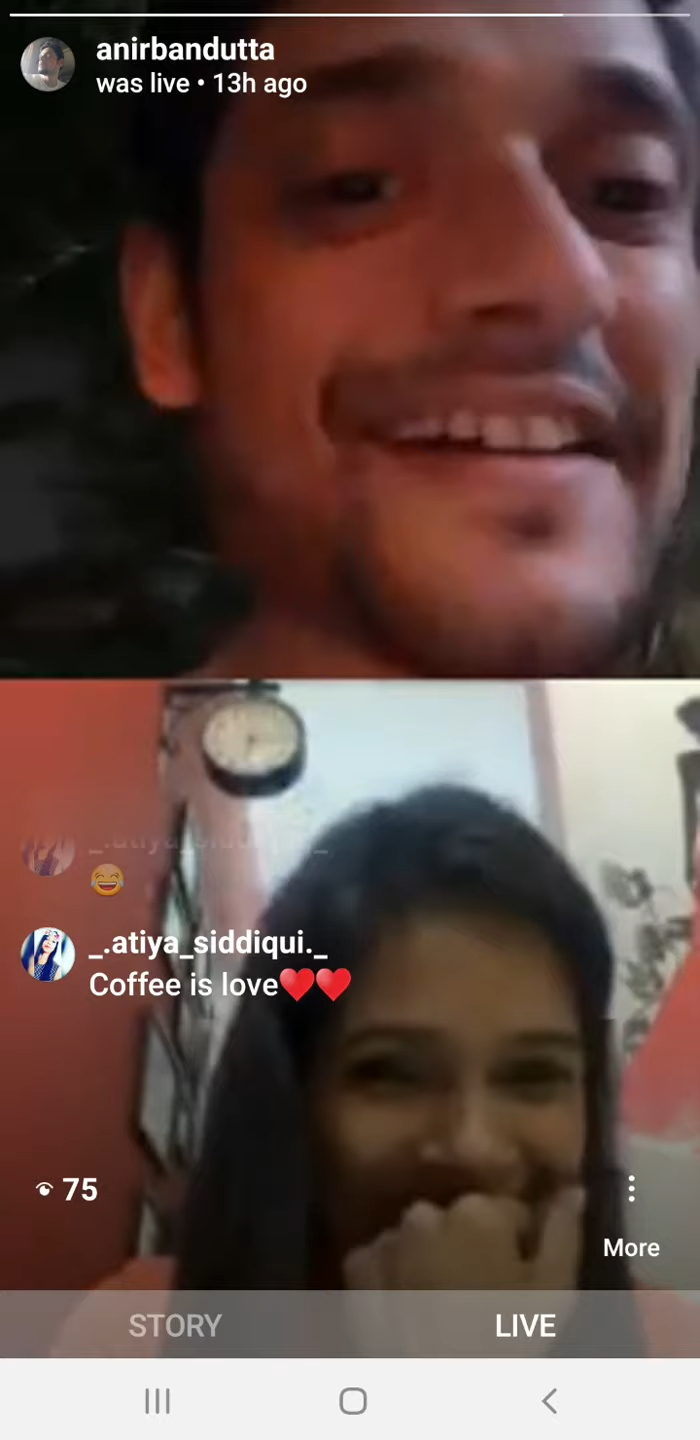 anirbandutta
was live • 13h ago
😂
_.atiya_siddiqui._
Coffee is love❤️❤️
75
More
STORY
LIVE